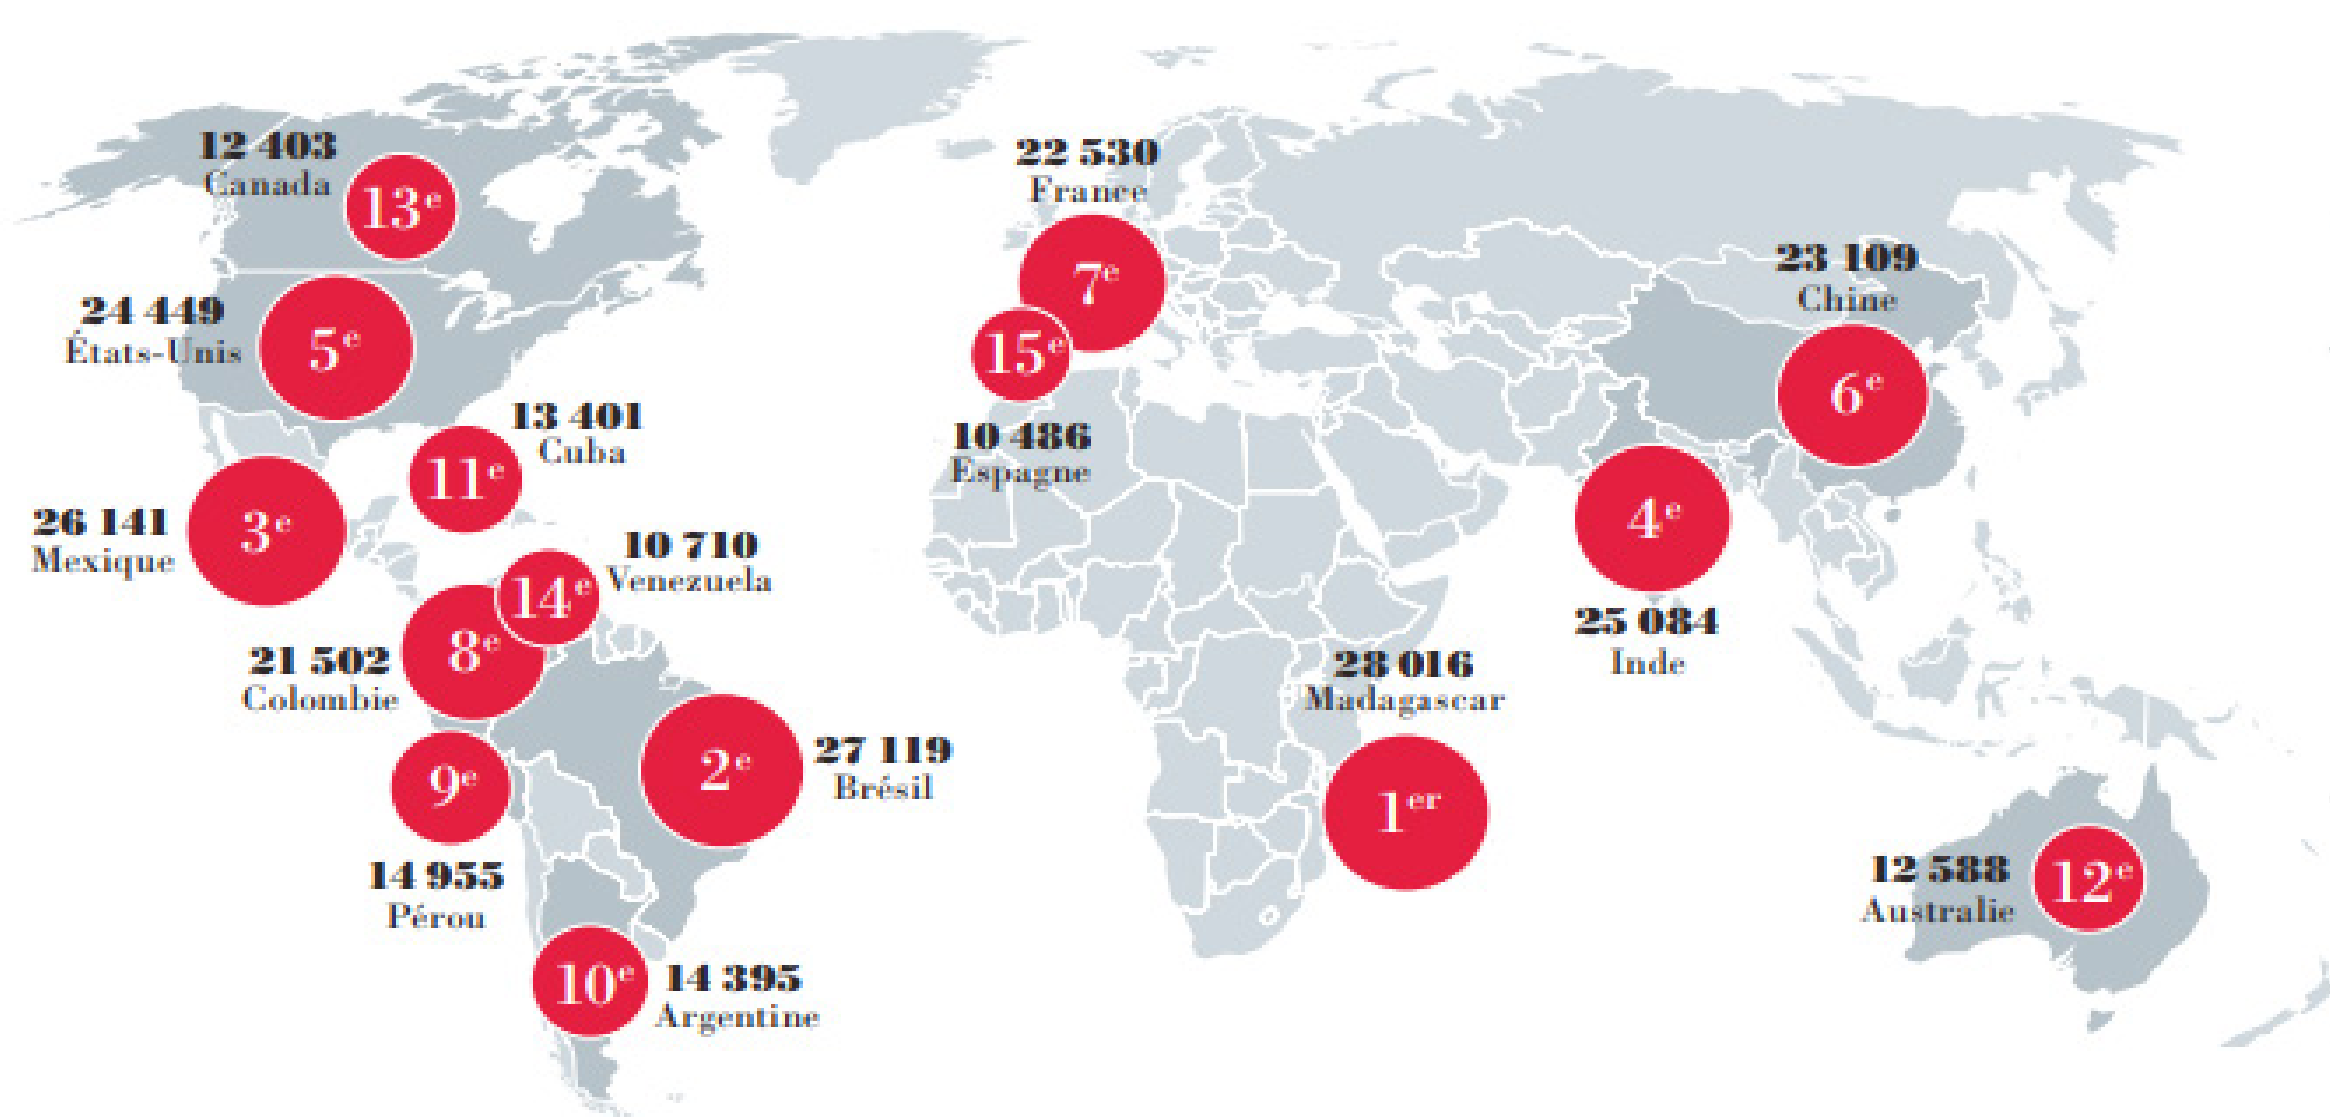 12 403
Canada
13e
24 449
États-Unis
5e
13 401
Cuba
11e
26 141
Mexique
3e
10 710
Venezuela
14e
21 502
Colombie
8e
27 119
Brésil
2e
14 955
Pérou
9e
14 395
Argentine
10e
22 530
France
7e
10 486
Espagne
15e
28 016
Madagascar
1er
23 109
Chine
6e
25 084
Inde
4e
12 588
Australie
12e